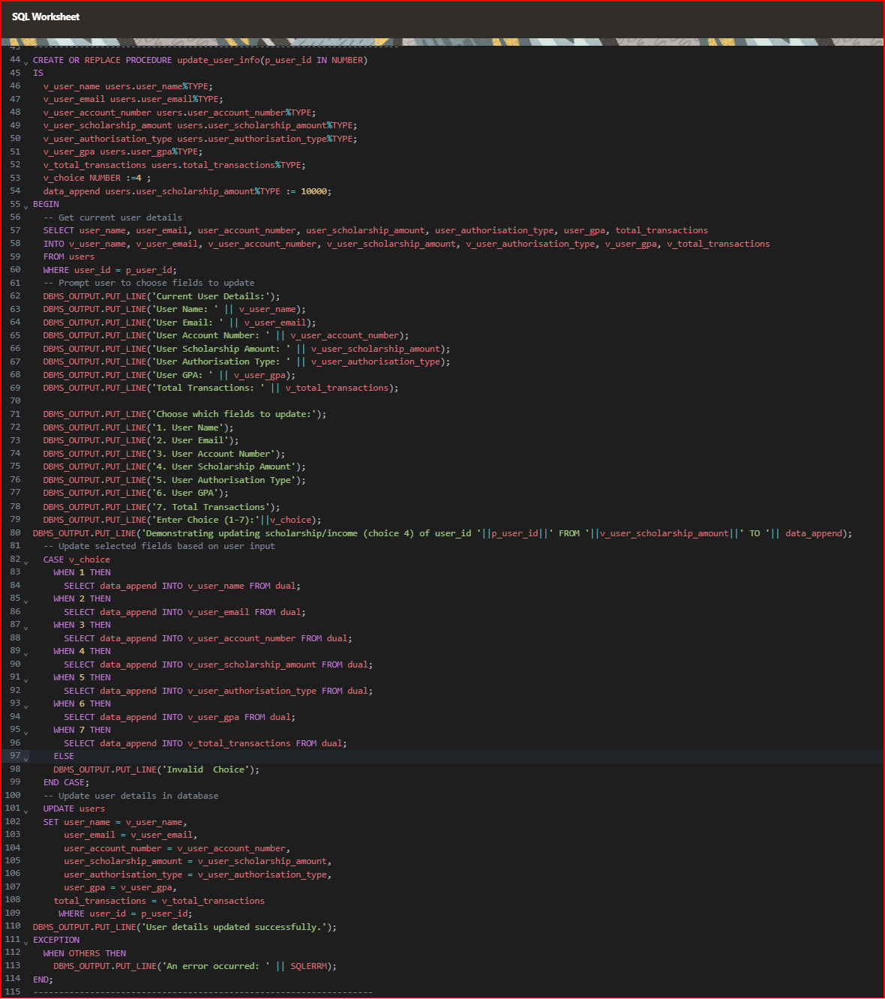 SQL Worksheet
43 -----------------------------------------------------------------------
44 CREATE OR REPLACE PROCEDURE update_user_info(p_user_id IN NUMBER)
45 IS
46   v_user_name users.user_name%TYPE;
47   v_user_email users.user_email%TYPE;
48   v_user_account_number users.user_account_number%TYPE;
49   v_user_scholarship_amount users.user_scholarship_amount%TYPE;
50   v_user_authorisation_type users.user_authorisation_type%TYPE;
51   v_user_gpa users.user_gpa%TYPE;
52   v_total_transactions users.total_transactions%TYPE;
53   v_choice NUMBER :=4 ;
54   data_append users.user_scholarship_amount%TYPE := 10000;
55 BEGIN
56   -- Get current user details
57   SELECT user_name, user_email, user_account_number, user_scholarship_amount, user_authorisation_type, user_gpa, total_transactions
58   INTO v_user_name, v_user_email, v_user_account_number, v_user_scholarship_amount, v_user_authorisation_type, v_user_gpa, v_total_transactions
59   FROM users
60   WHERE user_id = p_user_id;
61   -- Prompt user to choose fields to update
62   DBMS_OUTPUT.PUT_LINE('Current User Details:');
63   DBMS_OUTPUT.PUT_LINE('User Name: ' || v_user_name);
64   DBMS_OUTPUT.PUT_LINE('User Email: ' || v_user_email);
65   DBMS_OUTPUT.PUT_LINE('User Account Number: ' || v_user_account_number);
66   DBMS_OUTPUT.PUT_LINE('User Scholarship Amount: ' || v_user_scholarship_amount);
67   DBMS_OUTPUT.PUT_LINE('User Authorisation Type: ' || v_user_authorisation_type);
68   DBMS_OUTPUT.PUT_LINE('User GPA: ' || v_user_gpa);
69   DBMS_OUTPUT.PUT_LINE('Total Transactions: ' || v_total_transactions);
70
71   DBMS_OUTPUT.PUT_LINE('Choose which fields to update:');
72   DBMS_OUTPUT.PUT_LINE('1. User Name');
73   DBMS_OUTPUT.PUT_LINE('2. User Email');
74   DBMS_OUTPUT.PUT_LINE('3. User Account Number');
75   DBMS_OUTPUT.PUT_LINE('4. User Scholarship Amount');
76   DBMS_OUTPUT.PUT_LINE('5. User Authorisation Type');
77   DBMS_OUTPUT.PUT_LINE('6. User GPA');
78   DBMS_OUTPUT.PUT_LINE('7. Total Transactions');
79   DBMS_OUTPUT.PUT_LINE('Enter Choice (1-7):'||v_choice);
80 DBMS_OUTPUT.PUT_LINE('Demonstrating updating scholarship/income (choice 4) of user_id '||p_user_id||' FROM '||v_user_scholarship_amount||' TO '|| data_append);
81   -- Update selected fields based on user input
82   CASE v_choice
83     WHEN 1 THEN
84       SELECT data_append INTO v_user_name FROM dual;
85     WHEN 2 THEN
86       SELECT data_append INTO v_user_email FROM dual;
87     WHEN 3 THEN
88       SELECT data_append INTO v_user_account_number FROM dual;
89     WHEN 4 THEN
90       SELECT data_append INTO v_user_scholarship_amount FROM dual;
91     WHEN 5 THEN
92       SELECT data_append INTO v_user_authorisation_type FROM dual;
93     WHEN 6 THEN
94       SELECT data_append INTO v_user_gpa FROM dual;
95     WHEN 7 THEN
96       SELECT data_append INTO v_total_transactions FROM dual;
97     ELSE
98     DBMS_OUTPUT.PUT_LINE('Invalid  Choice');
99   END CASE;
100   -- Update user details in database
101   UPDATE users
102   SET user_name = v_user_name,
103       user_email = v_user_email,
104       user_account_number = v_user_account_number,
105       user_scholarship_amount = v_user_scholarship_amount,
106       user_authorisation_type = v_user_authorisation_type,
107       user_gpa = v_user_gpa,
108     total_transactions = v_total_transactions
109      WHERE user_id = p_user_id;
110 DBMS_OUTPUT.PUT_LINE('User details updated successfully.');
111 EXCEPTION
112   WHEN OTHERS THEN
113     DBMS_OUTPUT.PUT_LINE('An error occurred: ' || SQLERRM);
114 END;
115 ------------------------------------------------------------------